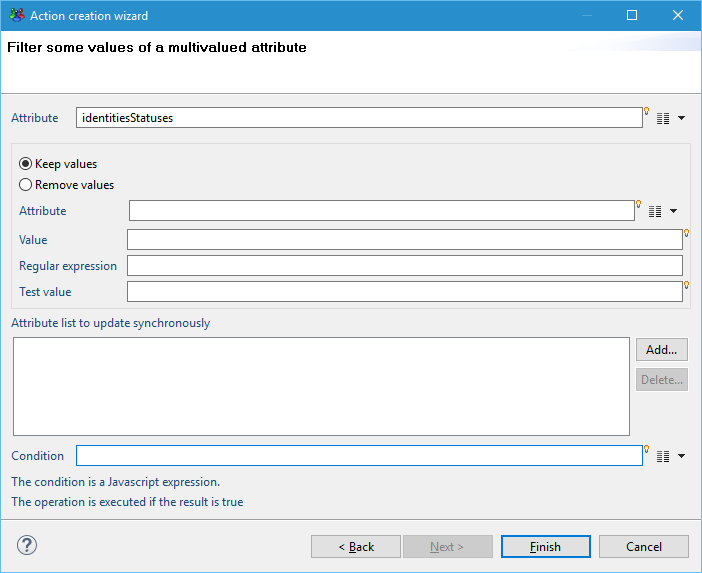 Action creation wizard
Filter some values of a multivalued attribute
Attribute identitiesStatuses
Keep values
Remove values
Attribute
Value
Regular expression
Test value
Attribute list to update synchronously
Add...
Delete...
Condition
The condition is a Javascript expression.
The operation is executed if the result is true
? < Back Next > Finish Cancel